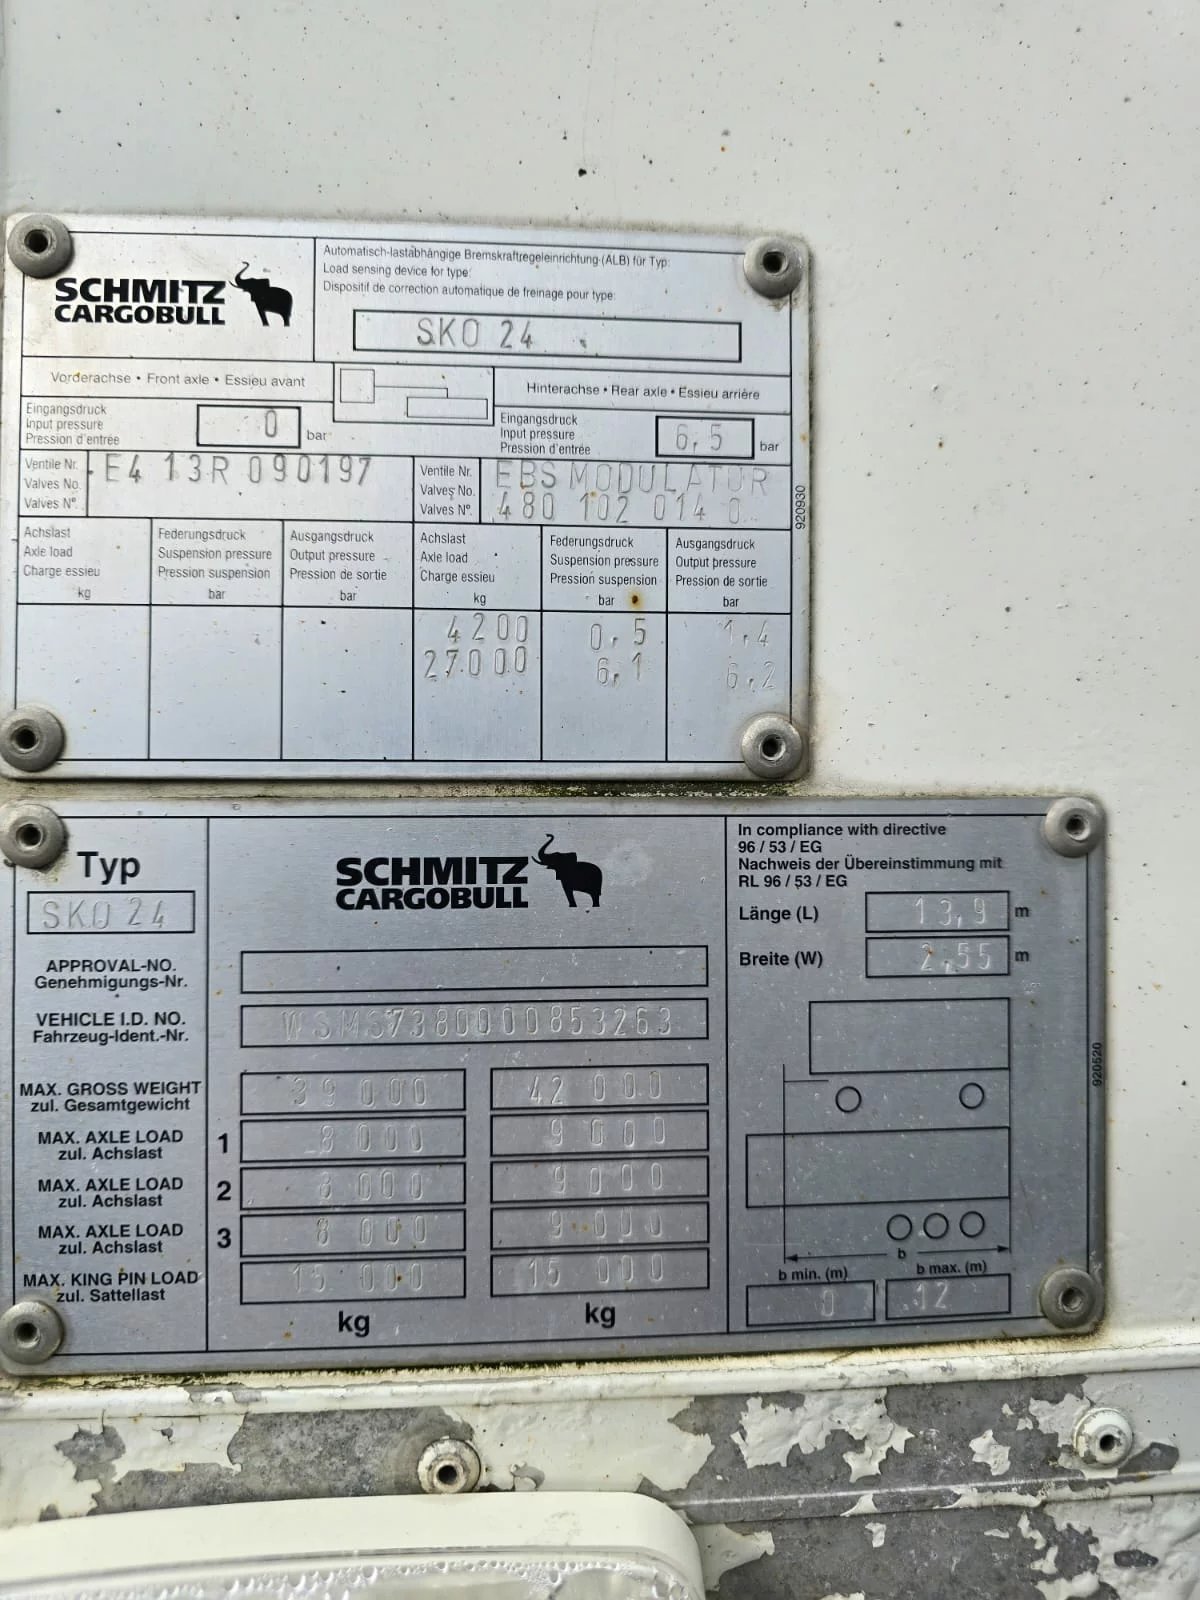 SCHMITZ
CARGOBULL
Automatisch-lastabhängige Bremskraftregeleinrichtung (ALB) für Typ:
Load sensing device for type:
Dispositif de correction automatique de freinage pour type:
SKO 24
Vorderachse • Front axle • Essieu avant
Hinterachse • Rear axle • Essieu arrière
Eingangsdruck
Input pressure
Pression d'entrée
0 bar
Eingangsdruck
Input pressure
Pression d'entrée
6,5 bar
Ventile Nr.
Valves No.
Valves N°.
E4 13R 090197
Ventile Nr.
Valves No.
Valves N°.
EBS MODULATOR
480 102 014 0
920930
Achslast
Axle load
Charge essieu
kg
Federungsdruck
Suspension pressure
Pression suspension
bar
Ausgangsdruck
Output pressure
Pression de sortie
bar
Achslast
Axle load
Charge essieu
kg
Federungsdruck
Suspension pressure
Pression suspension
bar
Ausgangsdruck
Output pressure
Pression de sortie
bar
4200 0,5 1,4
27000 6,1 6,2
Typ
SKO 24
SCHMITZ
CARGOBULL
In compliance with directive
96 / 53 / EG
Nachweis der Übereinstimmung mit
RL 96 / 53 / EG
Länge (L) 13,9 m
Breite (W) 2,55 m
APPROVAL-NO.
Genehmigungs-Nr.
VEHICLE I.D. NO.
Fahrzeug-Ident.-Nr.
WSMS7380000853263
MAX. GROSS WEIGHT
zul. Gesamtgewicht
39 000 42 000
MAX. AXLE LOAD
zul. Achslast
1 8 000 9 000
MAX. AXLE LOAD
zul. Achslast
2 8 000 9 000
MAX. AXLE LOAD
zul. Achslast
3 8 000 9 000
MAX. KING PIN LOAD
zul. Sattellast
15 000 15 000
kg kg
b
b min. (m) b max. (m)
0 12
920520